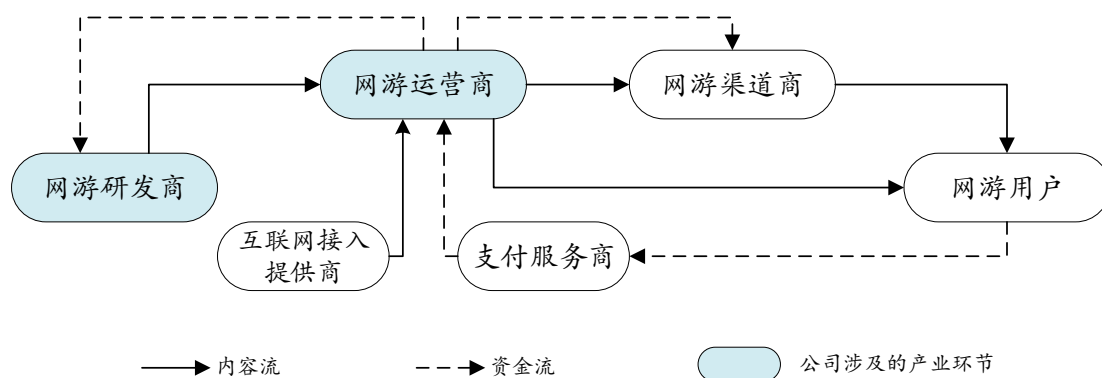 网游运营商
网游渠道商
网游研发商
网游用户
互联网接入
提供商
支付服务商
内容流
资金流
公司涉及的产业环节